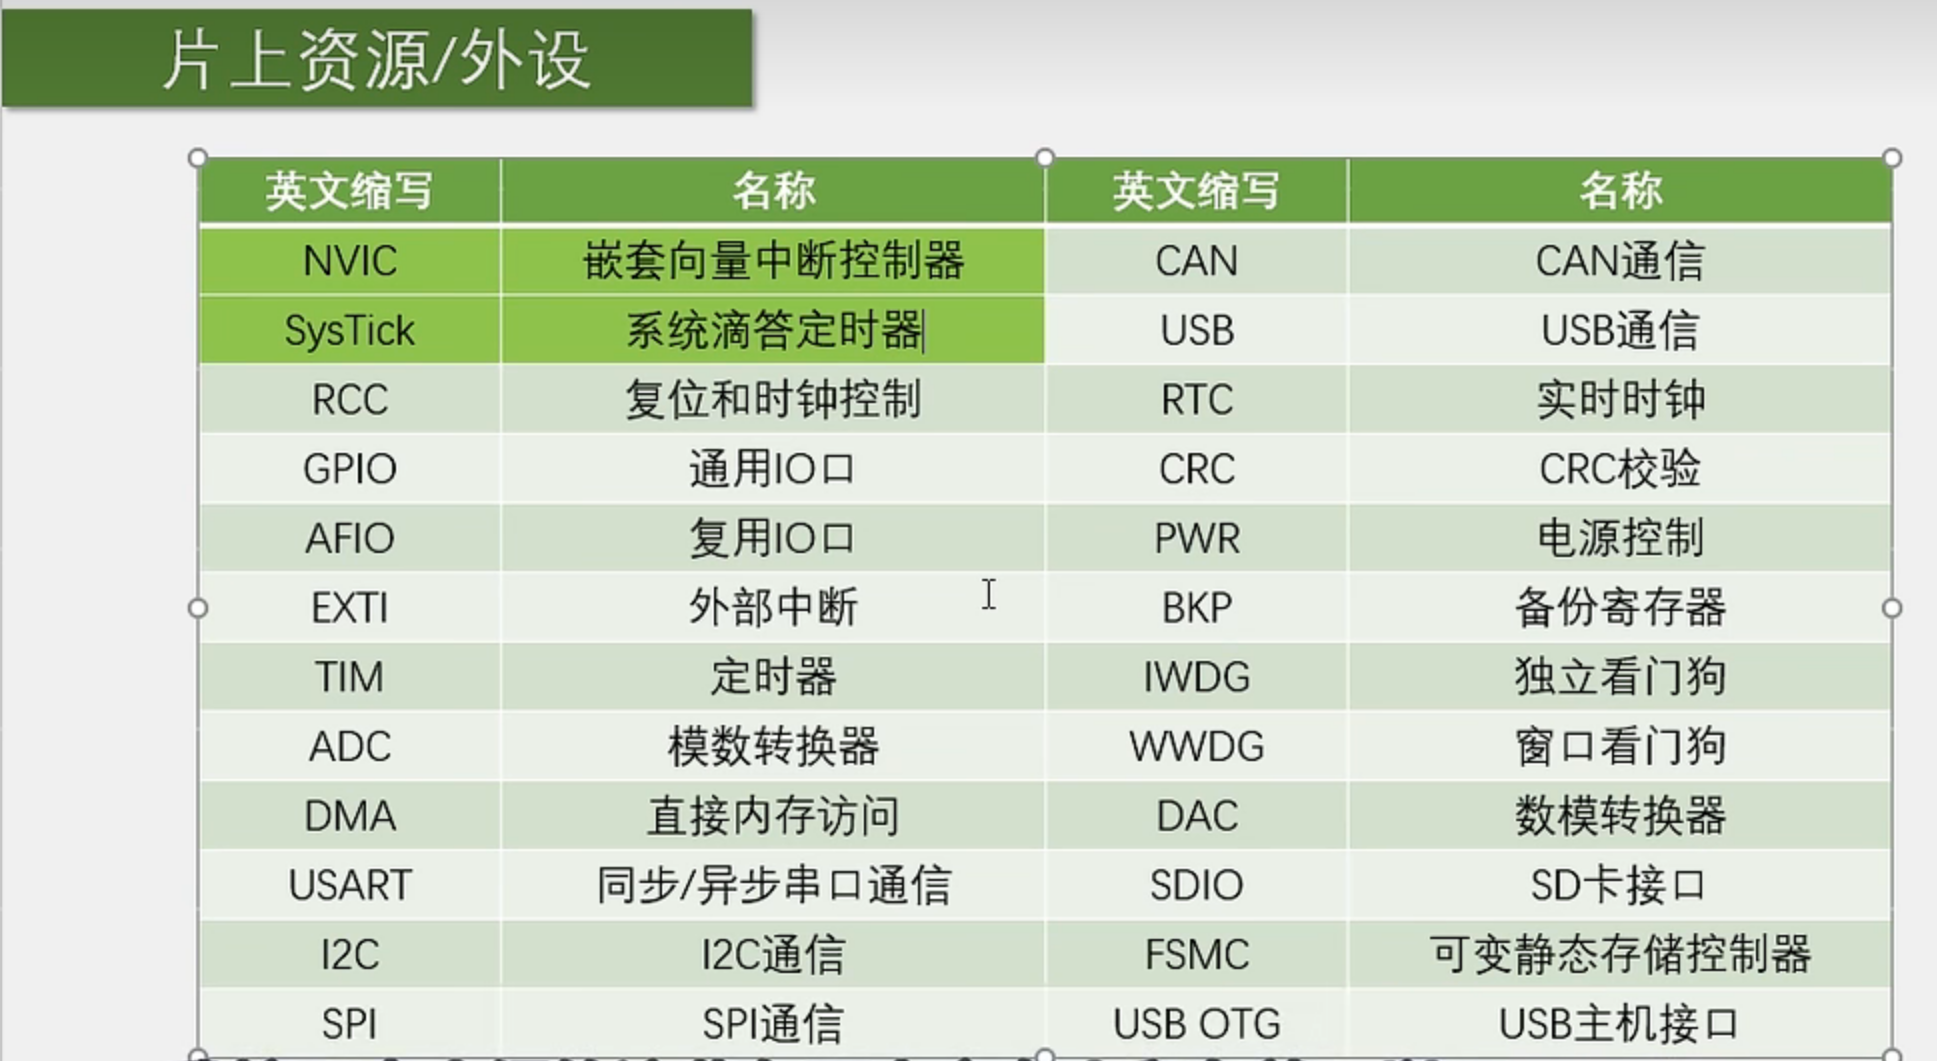 片上资源/外设
英文缩写 名称 英文缩写 名称
NVIC 嵌套向量中断控制器 CAN CAN通信
SysTick 系统滴答定时器 USB USB通信
RCC 复位和时钟控制 RTC 实时时钟
GPIO 通用IO口 CRC CRC校验
AFIO 复用IO口 PWR 电源控制
EXTI 外部中断 BKP 备份寄存器
TIM 定时器 IWDG 独立看门狗
ADC 模数转换器 WWDG 窗口看门狗
DMA 直接内存访问 DAC 数模转换器
USART 同步/异步串口通信 SDIO SD卡接口
I2C I2C通信 FSMC 可变静态存储控制器
SPI SPI通信 USB OTG USB主机接口